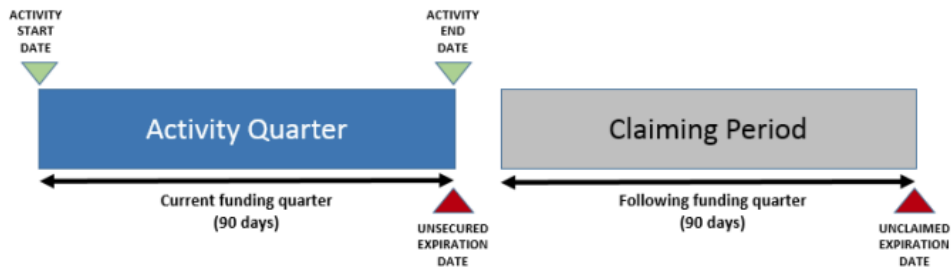 ACTIVITY
START
DATE
ACTIVITY
END
DATE
Activity Quarter
Claiming Period
Current funding quarter
(90 days)
Following funding quarter
(90 days)
UNSECURED
EXPIRATION
DATE
UNCLAIMED
EXPIRATION
DATE